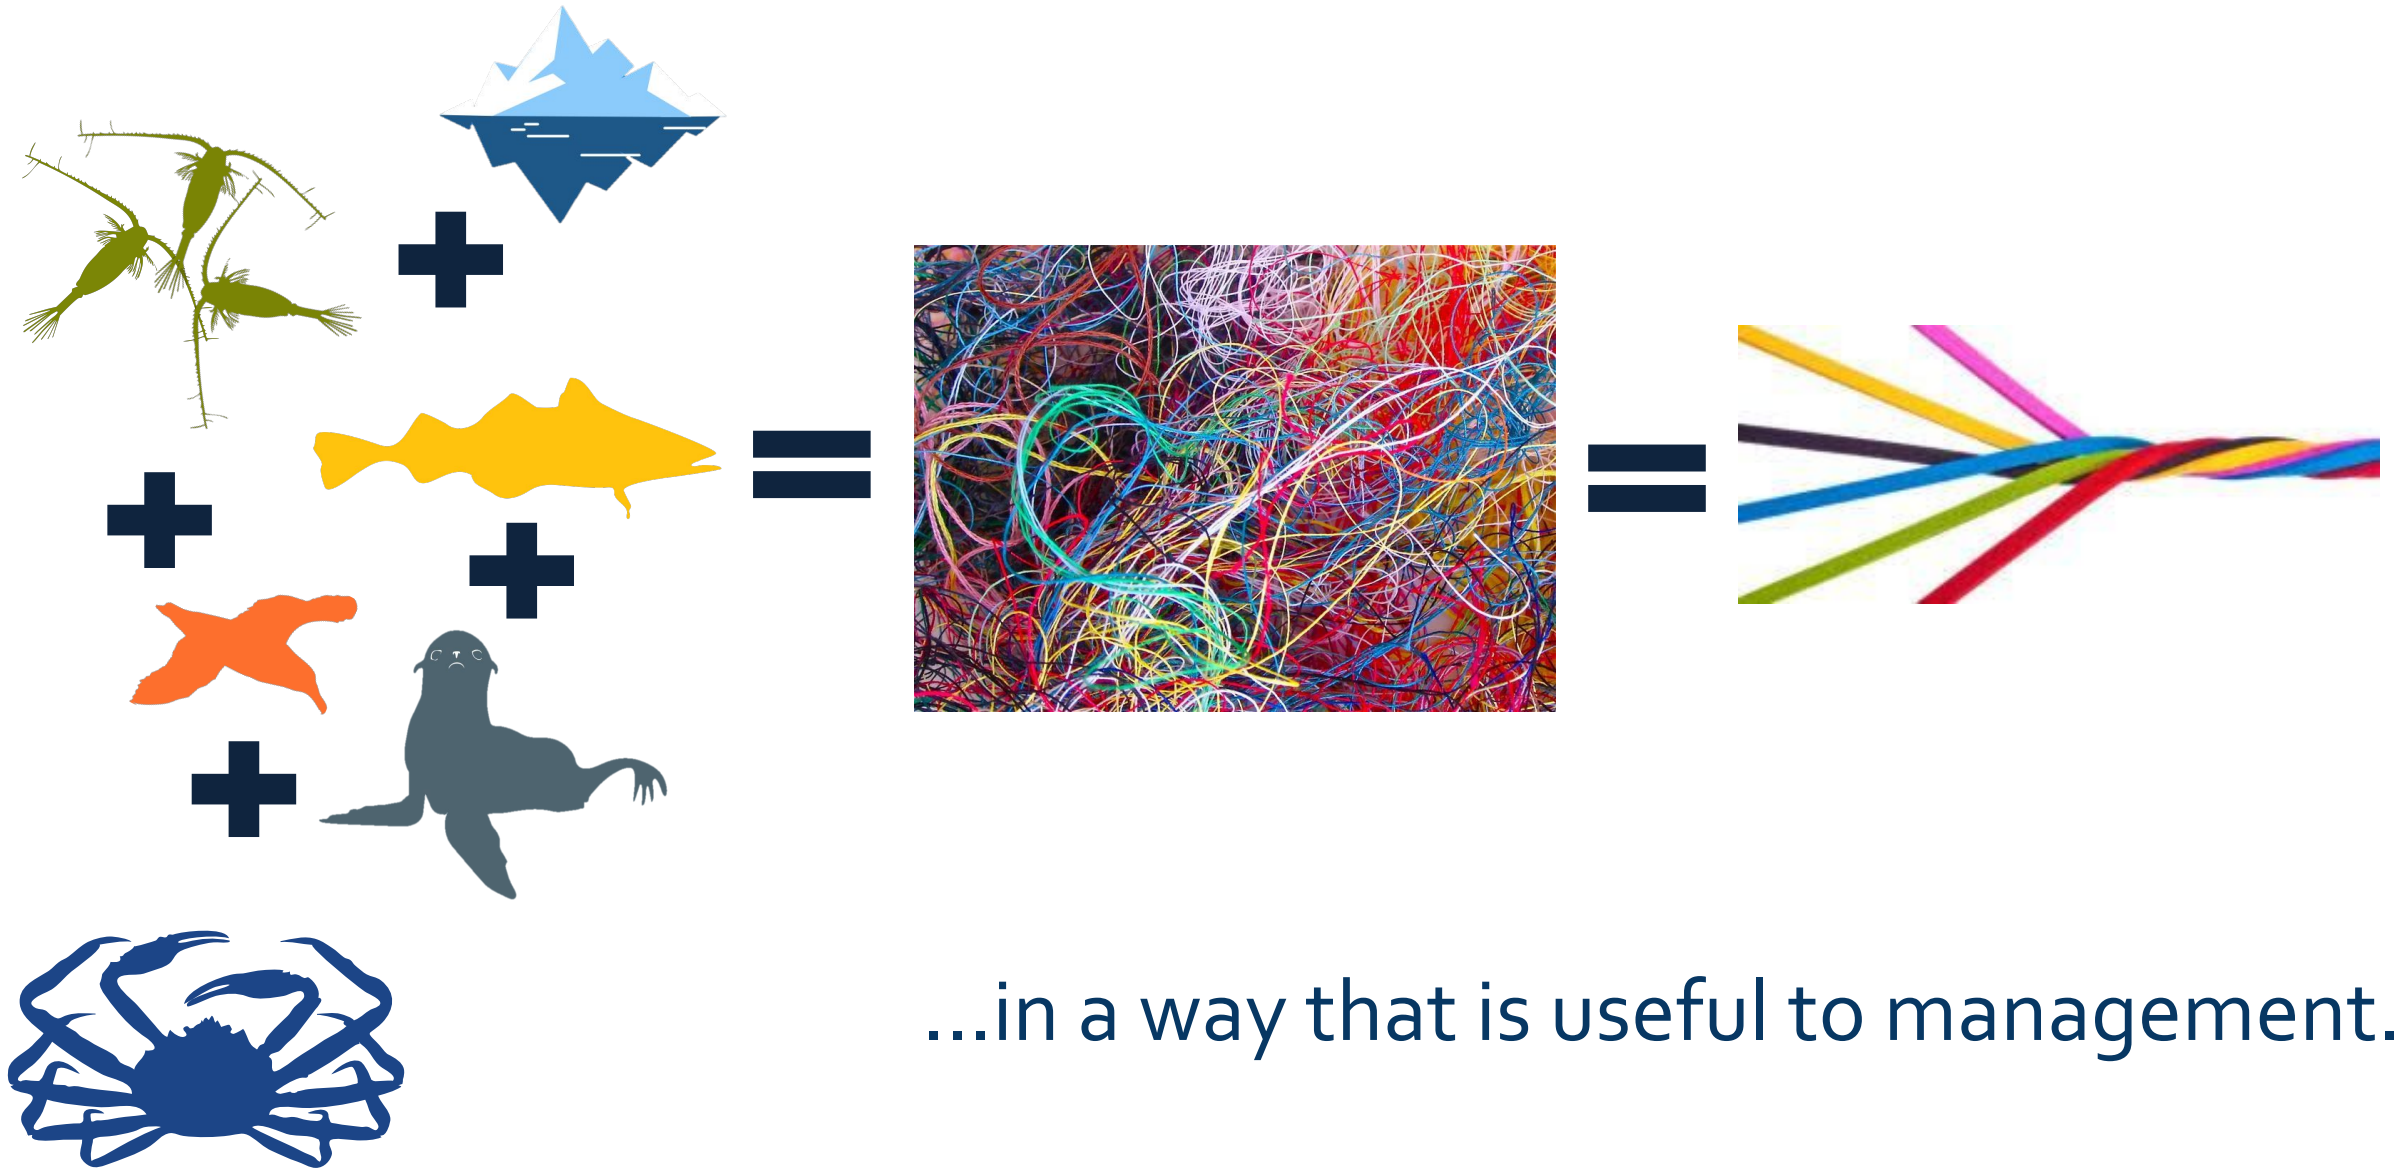 ...in a way that is useful to management.